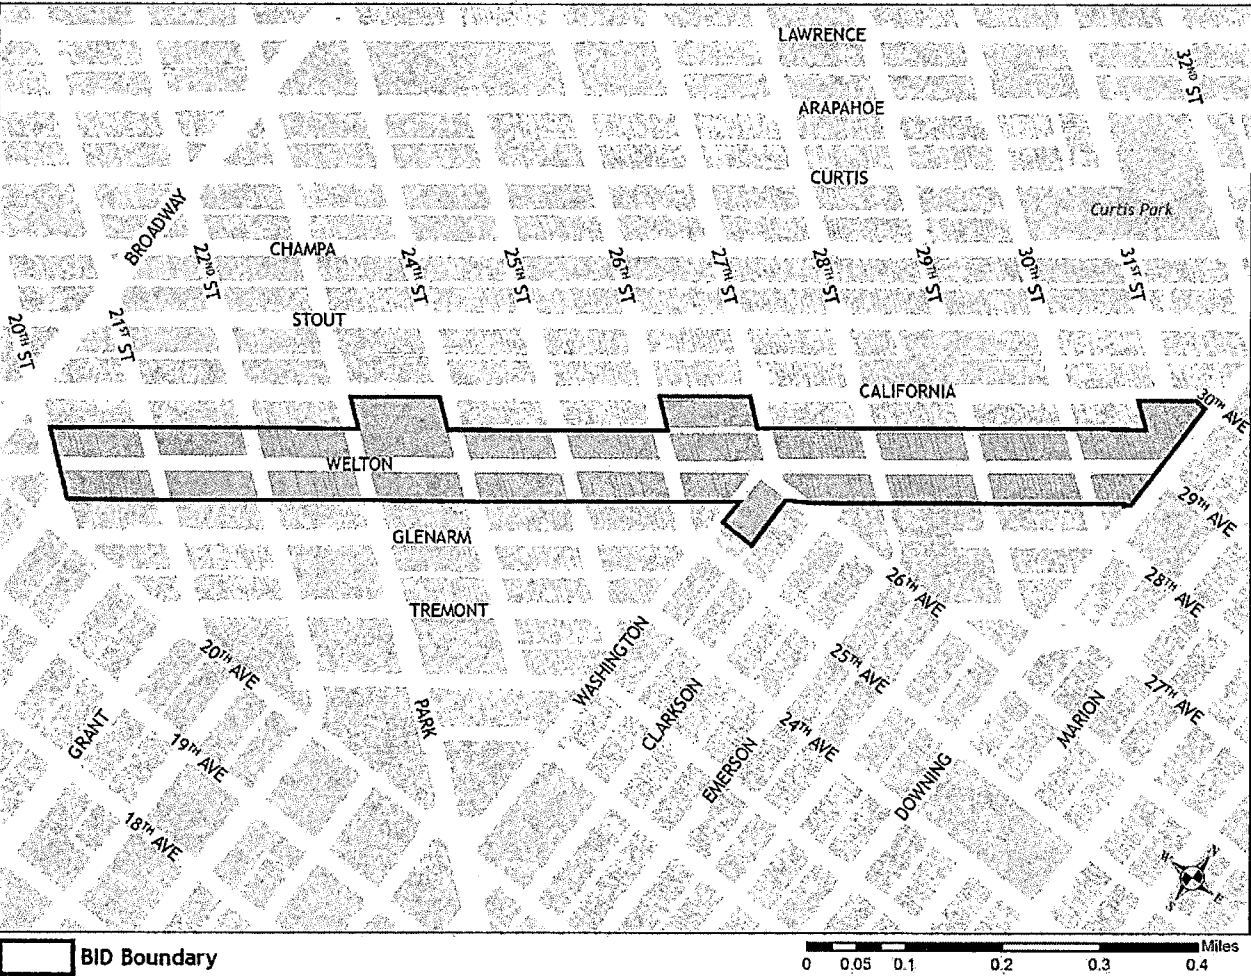 LAWRENCE
32ND ST
ARAPAHOE
CURTIS
Curtis Park
BROADWAY
22ND ST
CHAMPA
24TH ST
25TH ST
26TH ST
27TH ST
28TH ST
29TH ST
30TH ST
31ST ST
20TH ST
21ST ST
STOUT
CALIFORNIA
30TH AVE
WELTON
29TH AVE
GLENARM
26TH AVE
28TH AVE
TREMONT
WASHINGTON
20TH AVE
25TH AVE
CLARKSON
27TH AVE
PARK
MARION
GRANT
19TH AVE
24TH AVE
EMERSON
DOWNING
18TH AVE
N
W
E
S
BID Boundary
Miles
0 0.05 0.1 0.2 0.3 0.4